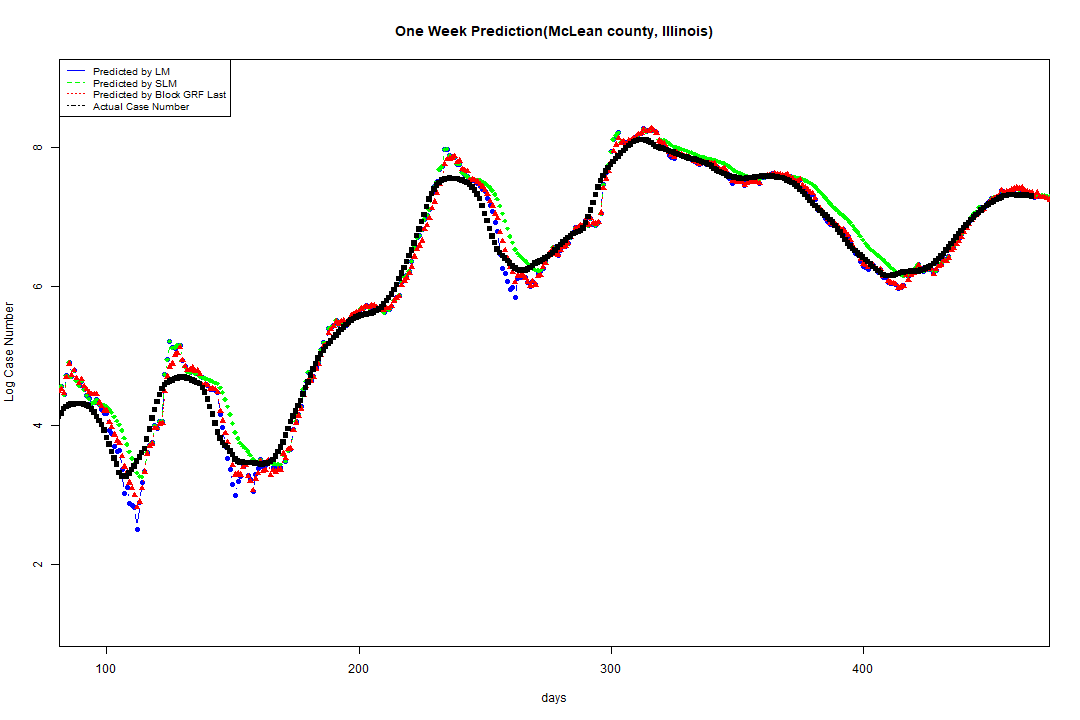 One Week Prediction(McLean county, Illinois)
Predicted by LM
Predicted by SLM
Predicted by Block GRF Last
Actual Case Number
8
6
4
2
Log Case Number
100 200 300 400
days